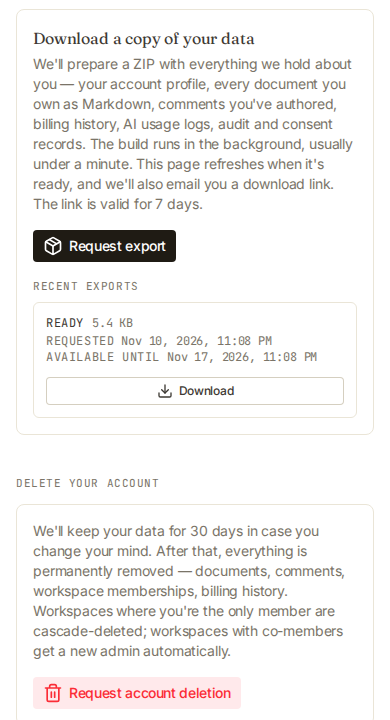 Download a copy of your data
We'll prepare a ZIP with everything we hold about
you — your account profile, every document you
own as Markdown, comments you've authored,
billing history, AI usage logs, audit and consent
records. The build runs in the background, usually
under a minute. This page refreshes when it's
ready, and we'll also email you a download link.
The link is valid for 7 days.
Request export
RECENT EXPORTS
READY 5.4 KB
REQUESTED Nov 10, 2026, 11:08 PM
AVAILABLE UNTIL Nov 17, 2026, 11:08 PM
Download
DELETE YOUR ACCOUNT
We'll keep your data for 30 days in case you
change your mind. After that, everything is
permanently removed — documents, comments,
workspace memberships, billing history.
Workspaces where you're the only member are
cascade-deleted; workspaces with co-members
get a new admin automatically.
Request account deletion